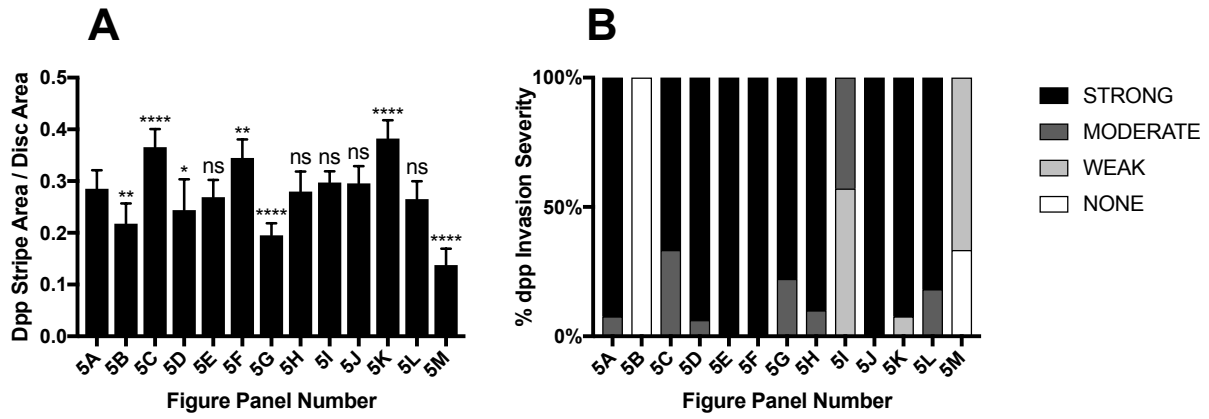 A
Dpp Stripe Area / Disc Area
0.5
0.4
0.3
0.2
0.1
0.0
**
****
*
ns
**
****
ns
ns
ns
****
ns
****
5A
5B
5C
5D
5E
5F
5G
5H
5I
5J
5K
5L
5M
Figure Panel Number
B
% dpp Invasion Severity
100%
50%
0%
5A
5B
5C
5D
5E
5F
5G
5H
5I
5J
5K
5L
5M
Figure Panel Number
STRONG
MODERATE
WEAK
NONE